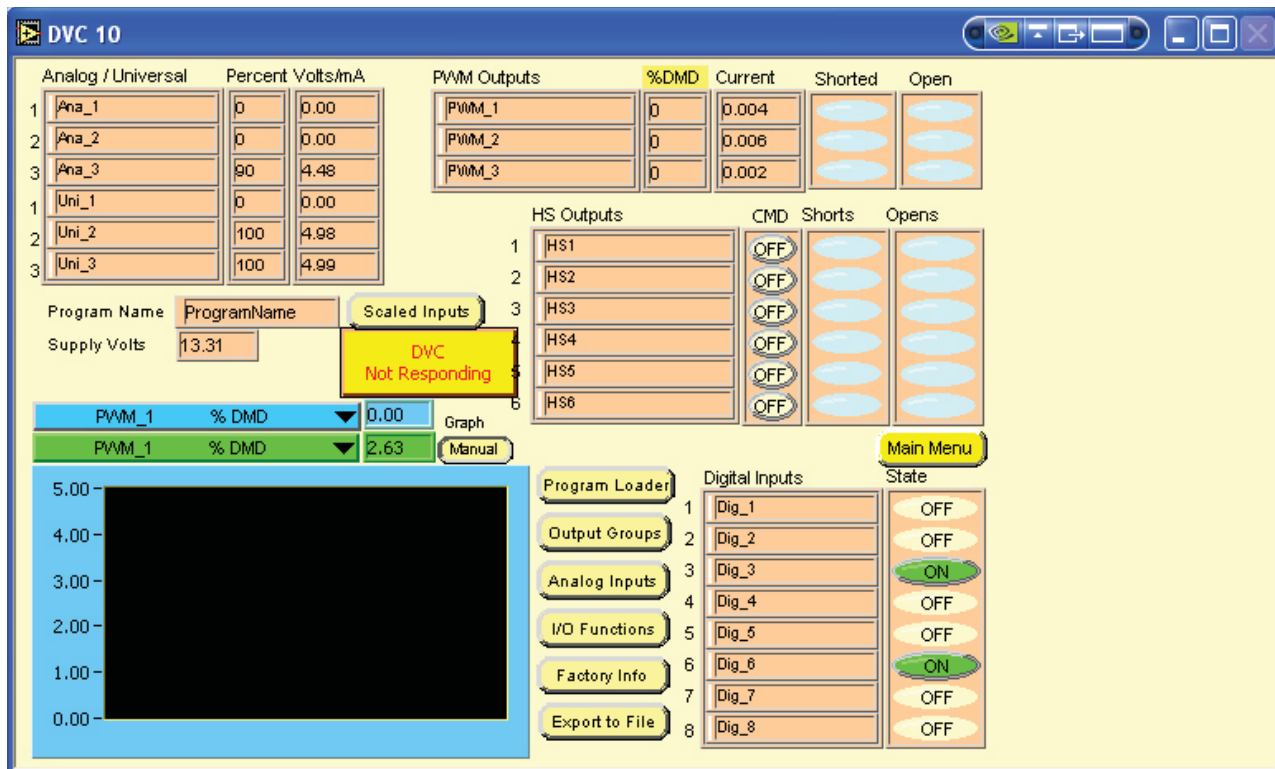 DVC 10
Analog / Universal Percent Volts/mA
1 Ana_1 0 0.00
2 Ana_2 0 0.00
3 Ana_3 90 4.48
1 Uni_1 0 0.00
2 Uni_2 100 4.98
3 Uni_3 100 4.99
PWM Outputs %DMD Current Shorted Open
PWM_1 0 0.004
PWM_2 0 0.006
PWM_3 0 0.002
HS Outputs CMD Shorts Opens
1 HS1 OFF
2 HS2 OFF
3 HS3 OFF
4 HS4 OFF
5 HS5 OFF
6 HS6 OFF
Program Name ProgramName Scaled Inputs
Supply Volts 13.31
DVC
Not Responding
PWM_1 % DMD 0.00
Graph
PWM_1 % DMD 2.63 Manual
5.00
4.00
3.00
2.00
1.00
0.00
Program Loader
Output Groups
Analog Inputs
I/O Functions
Factory Info
Export to File
Main Menu
Digital Inputs State
1 Dig_1 OFF
2 Dig_2 OFF
3 Dig_3 ON
4 Dig_4 OFF
5 Dig_5 OFF
6 Dig_6 ON
7 Dig_7 OFF
8 Dig_8 OFF